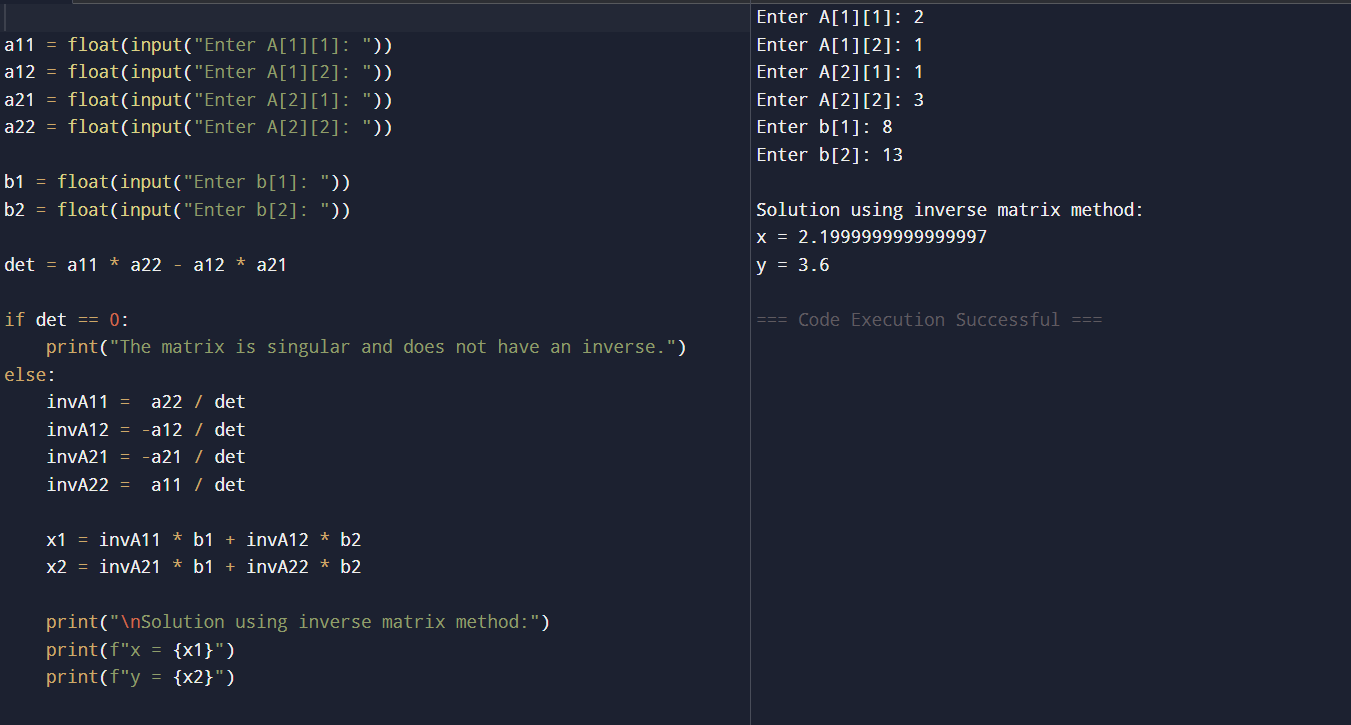 a11 = float(input("Enter A[1][1]: "))
a12 = float(input("Enter A[1][2]: "))
a21 = float(input("Enter A[2][1]: "))
a22 = float(input("Enter A[2][2]: "))

b1 = float(input("Enter b[1]: "))
b2 = float(input("Enter b[2]: "))

det = a11 * a22 - a12 * a21

if det == 0:
    print("The matrix is singular and does not have an inverse.")
else:
    invA11 =  a22 / det
    invA12 = -a12 / det
    invA21 = -a21 / det
    invA22 =  a11 / det

    x1 = invA11 * b1 + invA12 * b2
    x2 = invA21 * b1 + invA22 * b2

    print("\nSolution using inverse matrix method:")
    print(f"x = {x1}")
    print(f"y = {x2}")

Enter A[1][1]: 2
Enter A[1][2]: 1
Enter A[2][1]: 1
Enter A[2][2]: 3
Enter b[1]: 8
Enter b[2]: 13

Solution using inverse matrix method:
x = 2.1999999999999997
y = 3.6

=== Code Execution Successful ===